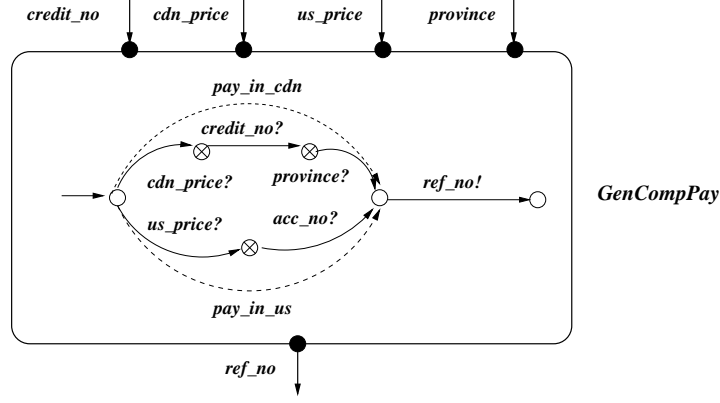 credit_no cdn_price us_price province
pay_in_cdn
credit_no?
cdn_price? province?
ref_no!
GenCompPay
us_price? acc_no?
pay_in_us
ref_no